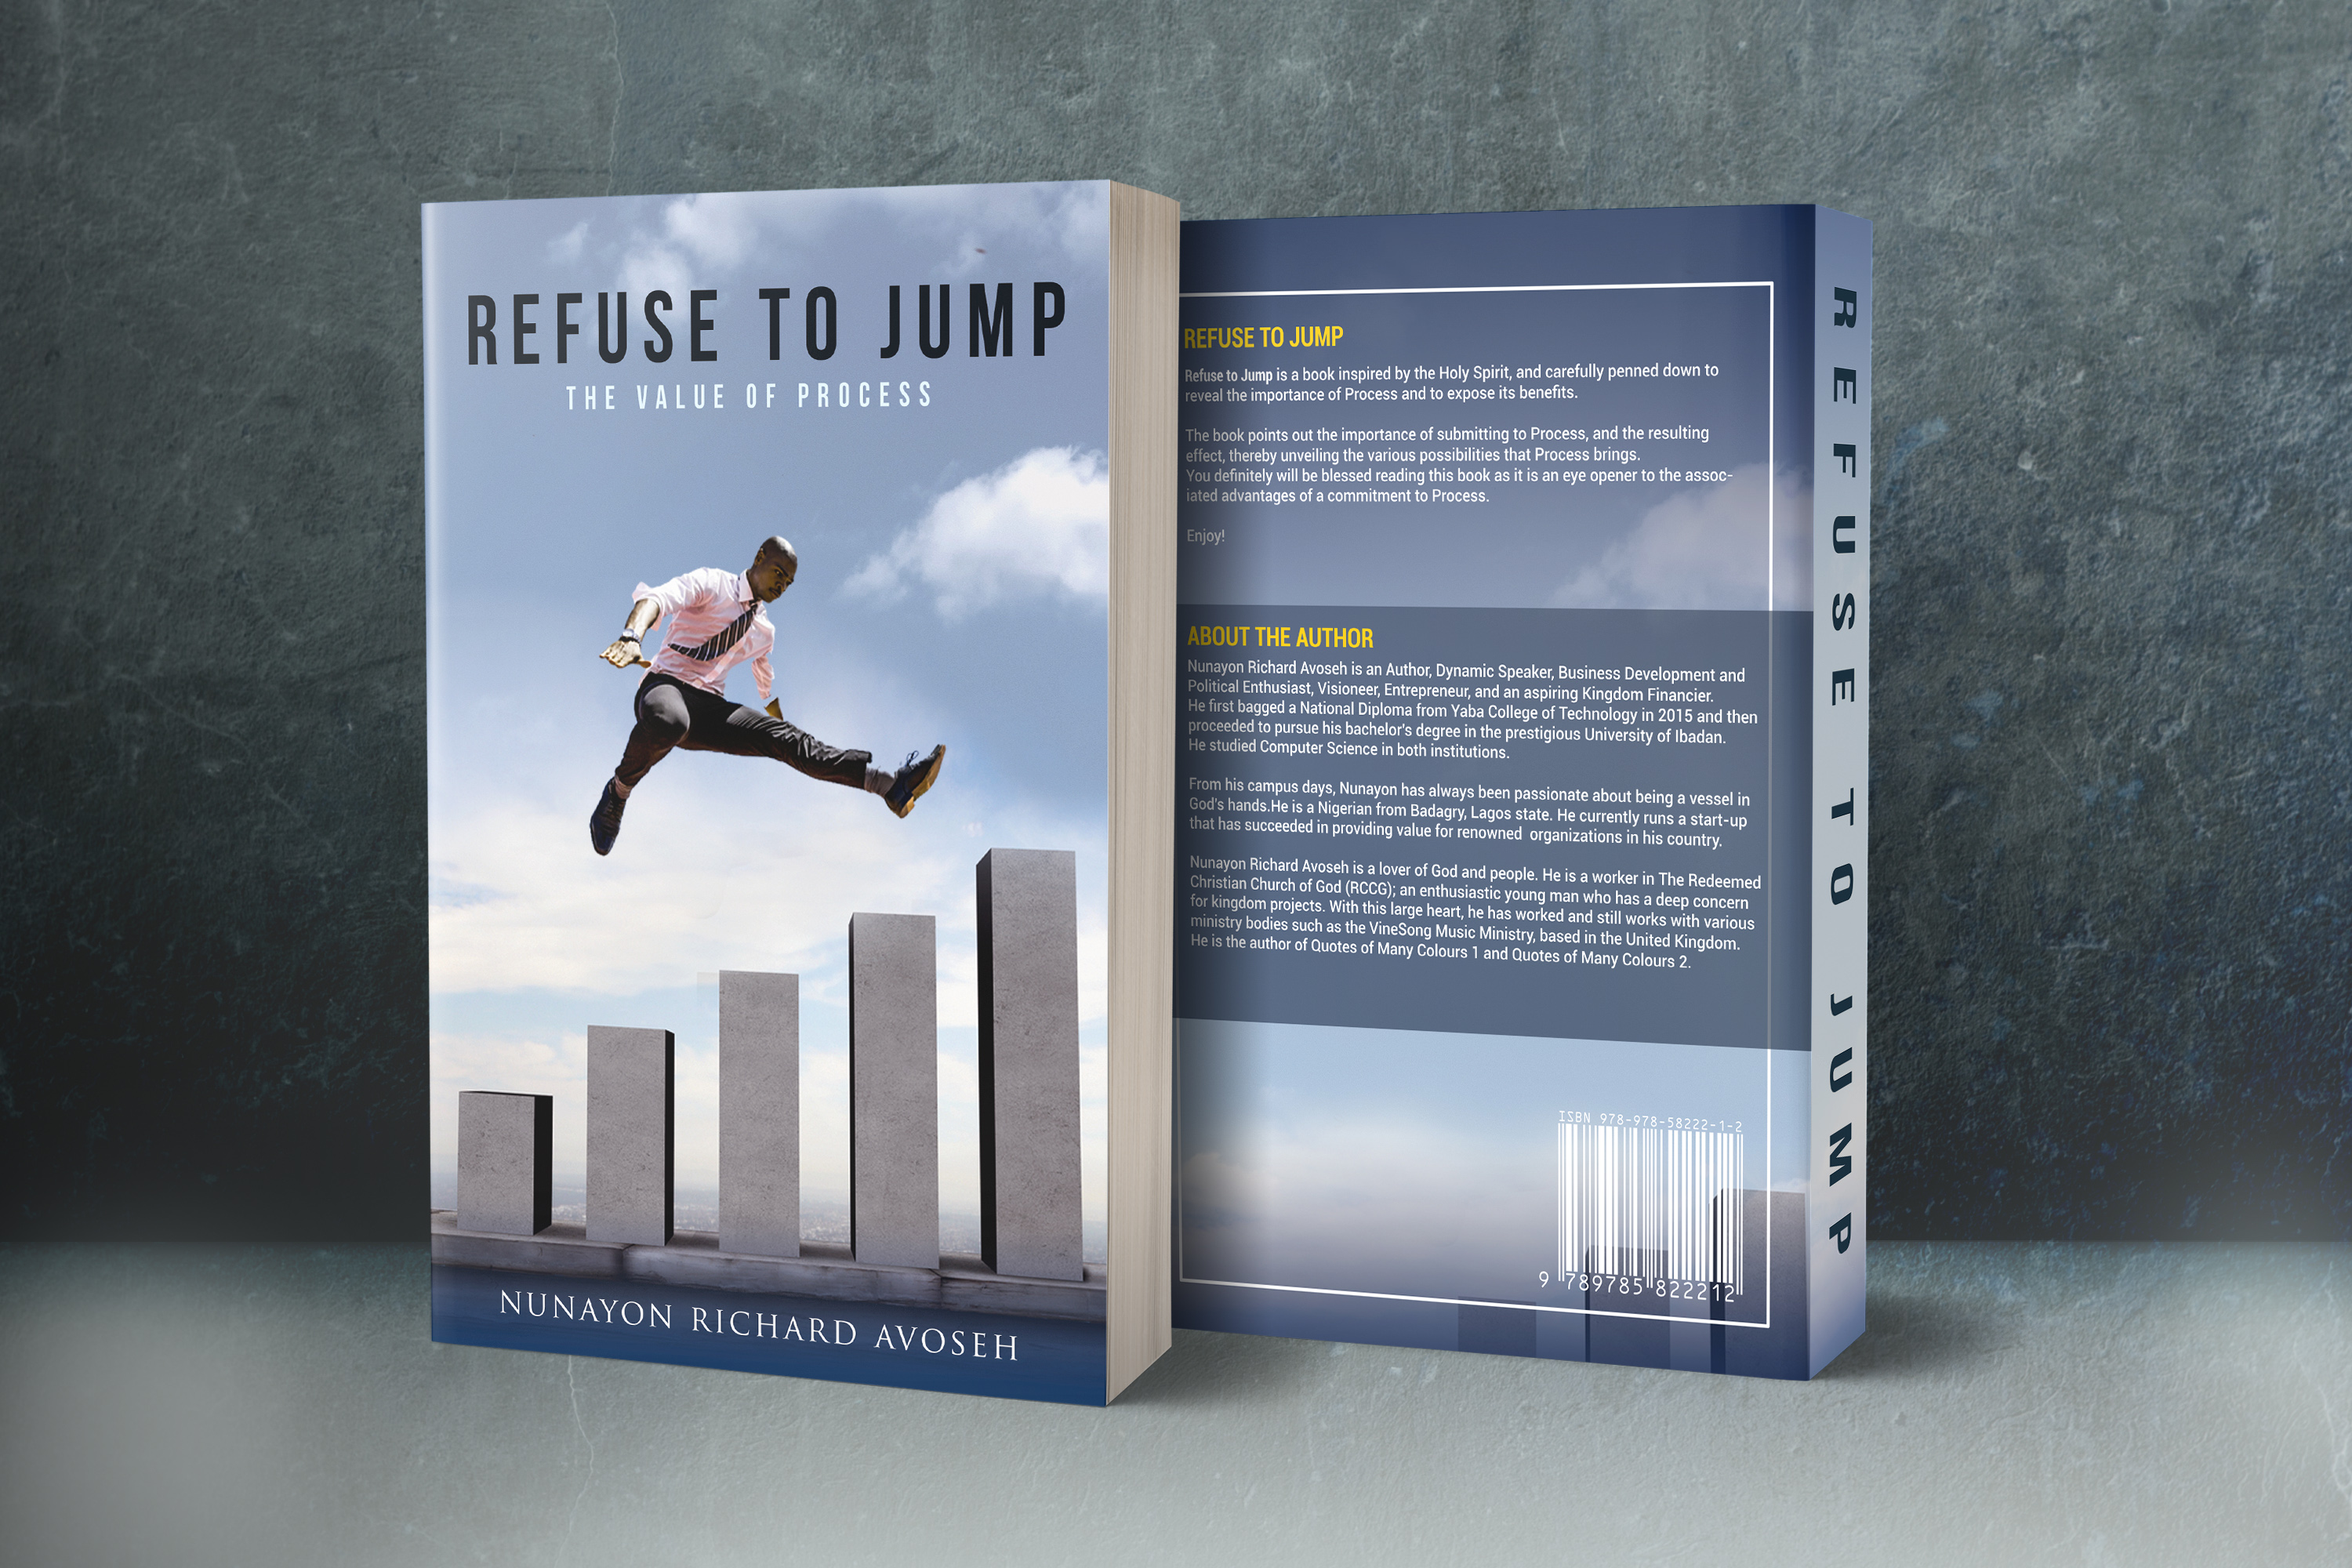 REFUSE TO JUMP
THE VALUE OF PROCESS
NUNAYON RICHARD AVOSEH
REFUSE TO JUMP
Refuse to Jump is a book inspired by the Holy Spirit, and carefully penned down to
reveal the importance of Process and to expose its benefits.
The book points out the importance of submitting to Process, and the resulting
effect, thereby unveiling the various possibilities that Process brings.
You definitely will be blessed reading this book as it is an eye opener to the assoc-
iated advantages of a commitment to Process.
Enjoy!
ABOUT THE AUTHOR
Nunayon Richard Avoseh is an Author, Dynamic Speaker, Business Development and
Political Enthusiast, Visioneer, Entrepreneur, and an aspiring Kingdom Financier.
He first bagged a National Diploma from Yaba College of Technology in 2015 and then
proceeded to pursue his bachelor's degree in the prestigious University of Ibadan.
He studied Computer Science in both institutions.
From his campus days, Nunayon has always been passionate about being a vessel in
God's hands.He is a Nigerian from Badagry, Lagos state. He currently runs a start-up
that has succeeded in providing value for renowned organizations in his country.
Nunayon Richard Avoseh is a lover of God and people. He is a worker in The Redeemed
Christian Church of God (RCCG); an enthusiastic young man who has a deep concern
for kingdom projects. With this large heart, he has worked and still works with various
ministry bodies such as the VineSong Music Ministry, based in the United Kingdom.
He is the author of Quotes of Many Colours 1 and Quotes of Many Colours 2.
ISBN 978-978-58222-1-2
9 789785 822212
REFUSE TO JUMP